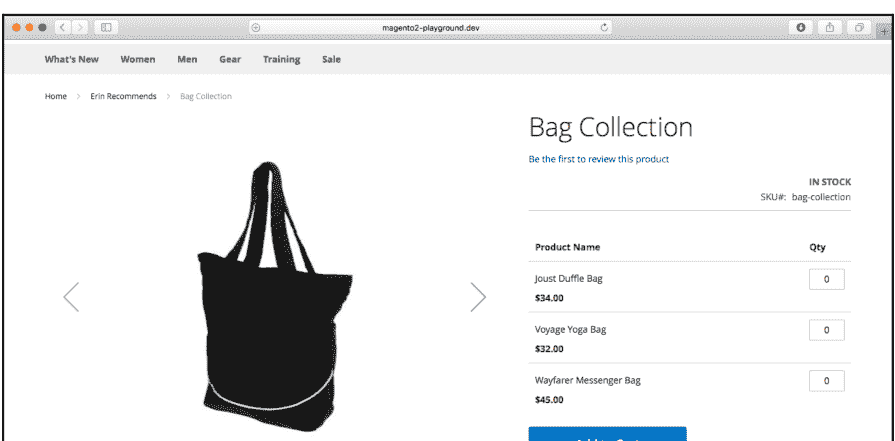 magento2-playground.dev
What's New Women Men Gear Training Sale
Home > Erin Recommends > Bag Collection
Bag Collection
Be the first to review this product
IN STOCK
SKU#: bag-collection
Product Name Qty
Joust Duffle Bag 0
$34.00
Voyage Yoga Bag 0
$32.00
Wayfarer Messenger Bag 0
$45.00